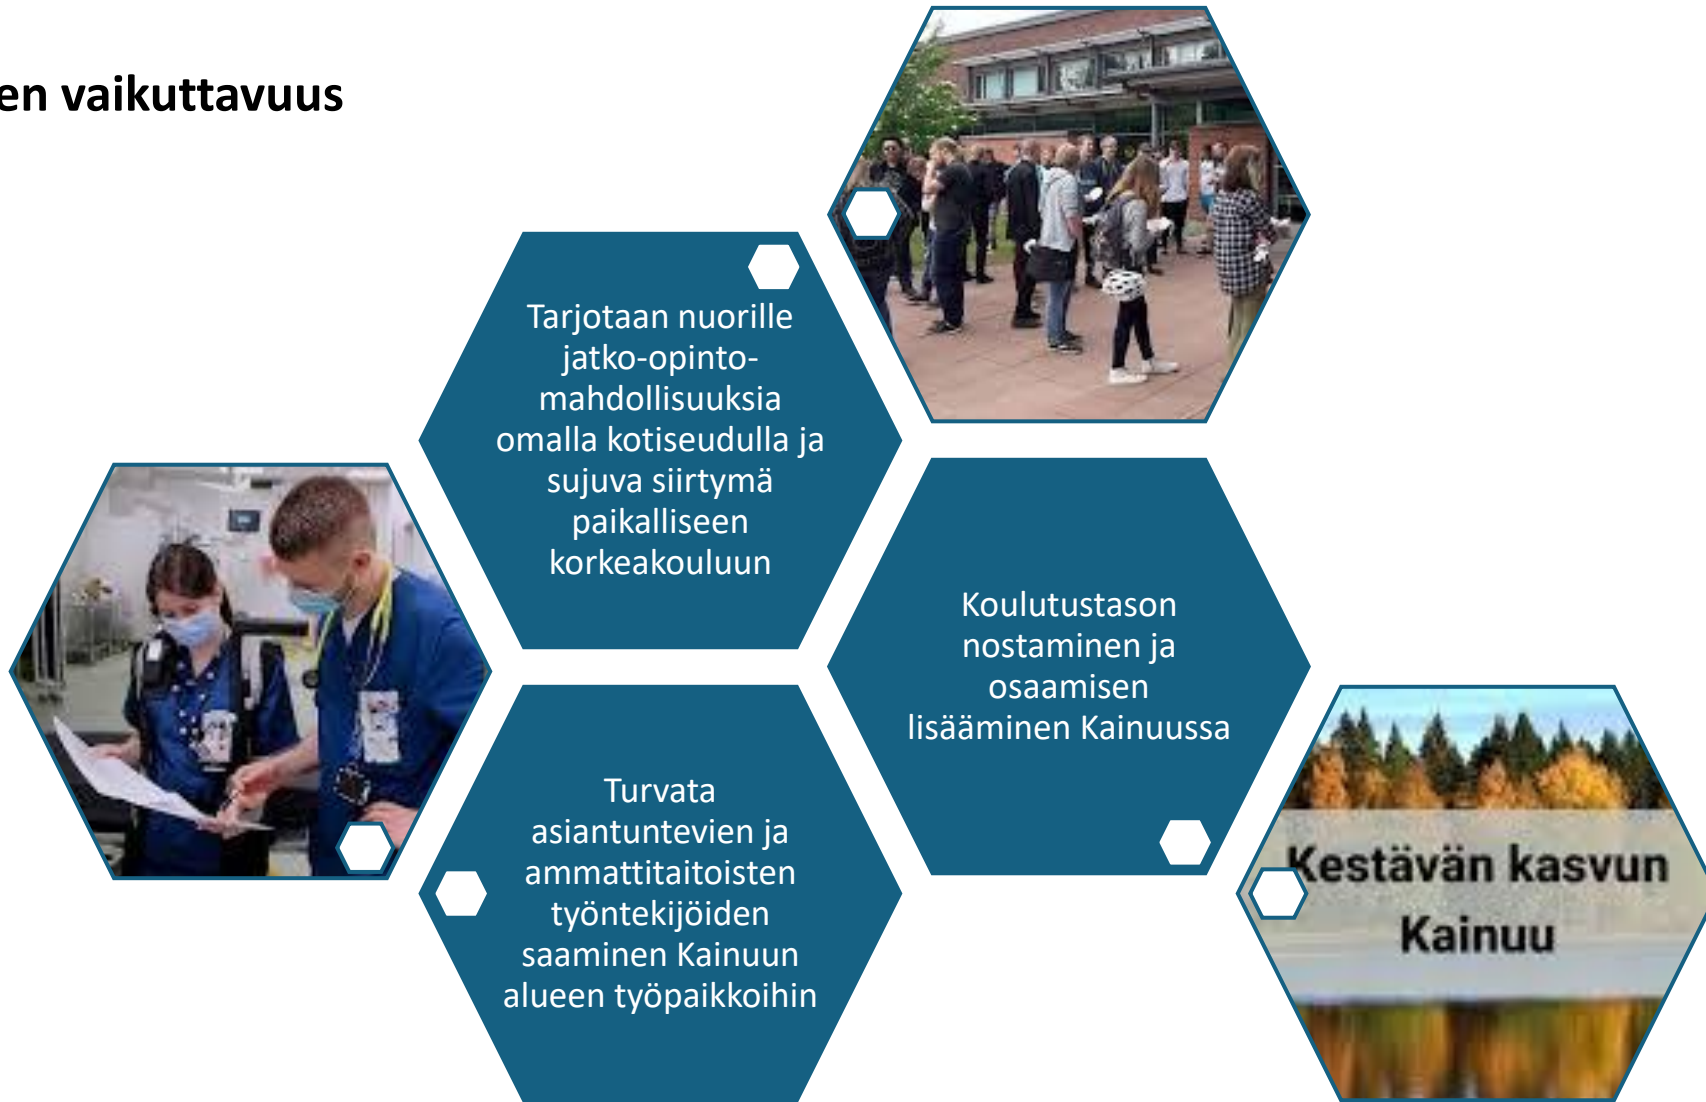 en vaikuttavuus
Tarjotaan nuorille
jatko-opinto-
mahdollisuuksia
omalla kotiseudulla ja
sujuva siirtymä
paikalliseen
korkeakouluun
Koulutustason
nostaminen ja
osaamisen
lisääminen Kainuussa
Turvata
asiantuntevien ja
ammattitaitoisten
työntekijöiden
saaminen Kainuun
alueen työpaikkoihin
Kestävän kasvun
Kainuu